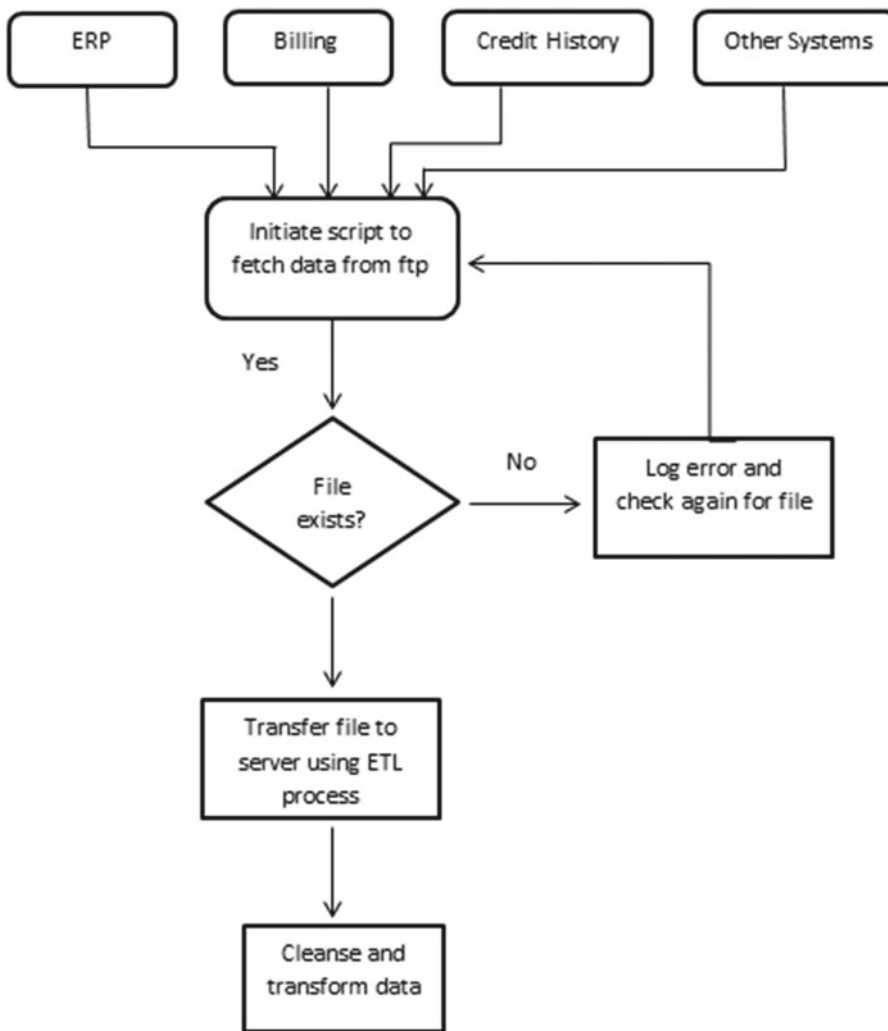 ERP
Billing
Credit History
Other Systems
Initiate script to
fetch data from ftp
Yes
File
exists?
No
Log error and
check again for file
Transfer file to
server using ETL
process
Cleanse and
transform data